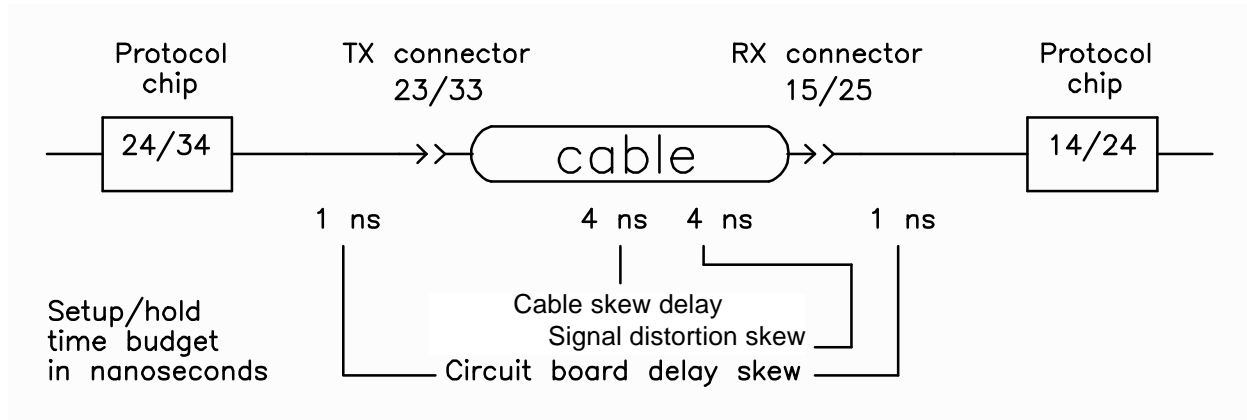 Protocol
chip
TX connector
23/33
RX connector
15/25
Protocol
chip
24/34
cable
14/24
1 ns
4 ns
4 ns
1 ns
Setup/hold
time budget
in nanoseconds
Cable skew delay
Signal distortion skew
Circuit board delay skew